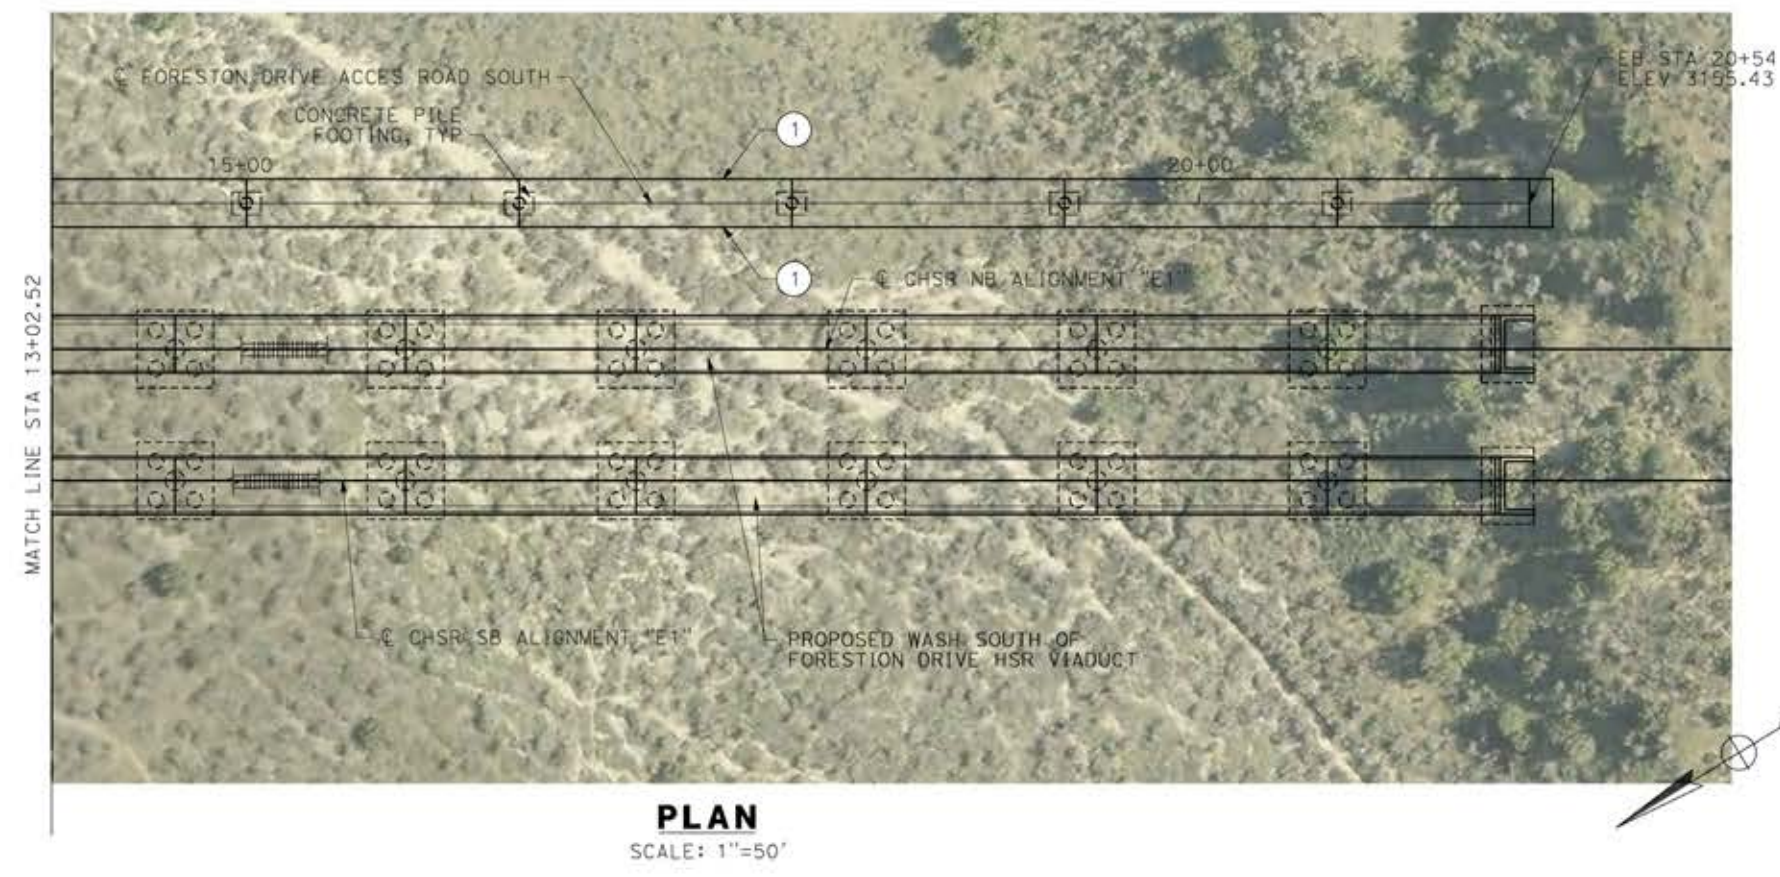 ℄ FORESTON DRIVE ACCES ROAD SOUTH
CONCRETE PILE
FOOTING, TYP
1
EB STA 20+54
ELEV 3155.43
15+00
20+00
1
℄ CHSR NB ALIGNMENT "E1"
MATCH LINE STA 13+02.52
℄ CHSR SB ALIGNMENT "E1"
PROPOSED WASH SOUTH OF
FORESTION DRIVE HSR VIADUCT
PLAN
SCALE: 1"=50'